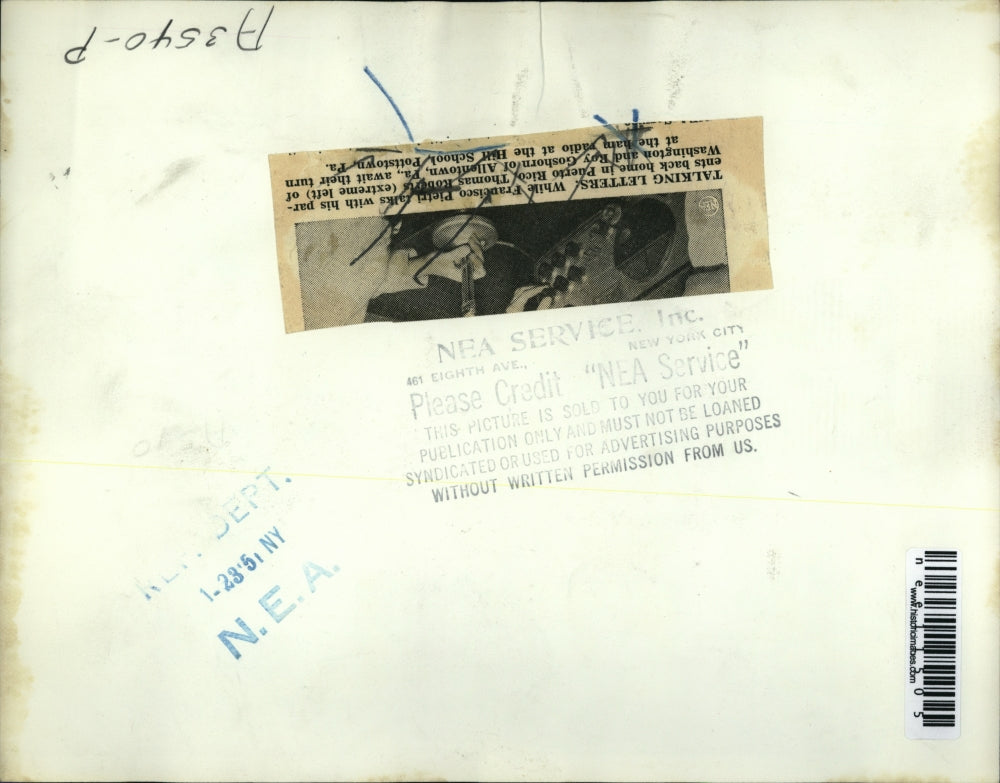 A3540-P
TALKING LETTERS: While Francisco Pietri talks with his par-
ents back home in Puerto Rico, Thomas Roberts (extreme left) of
Washington and Roy Goshorn of Allentown, Pa., await their turn
at the ham radio at the Hill School, Pottstown, Pa.
NEA SERVICE, Inc.
461 EIGHTH AVE., NEW YORK CITY
Please Credit "NEA Service"
THIS PICTURE IS SOLD TO YOU FOR YOUR
PUBLICATION ONLY AND MUST NOT BE LOANED
SYNDICATED OR USED FOR ADVERTISING PURPOSES
WITHOUT WRITTEN PERMISSION FROM US.
DEPT.
1-23'51 NY
N.E.A.
www.historicimages.com